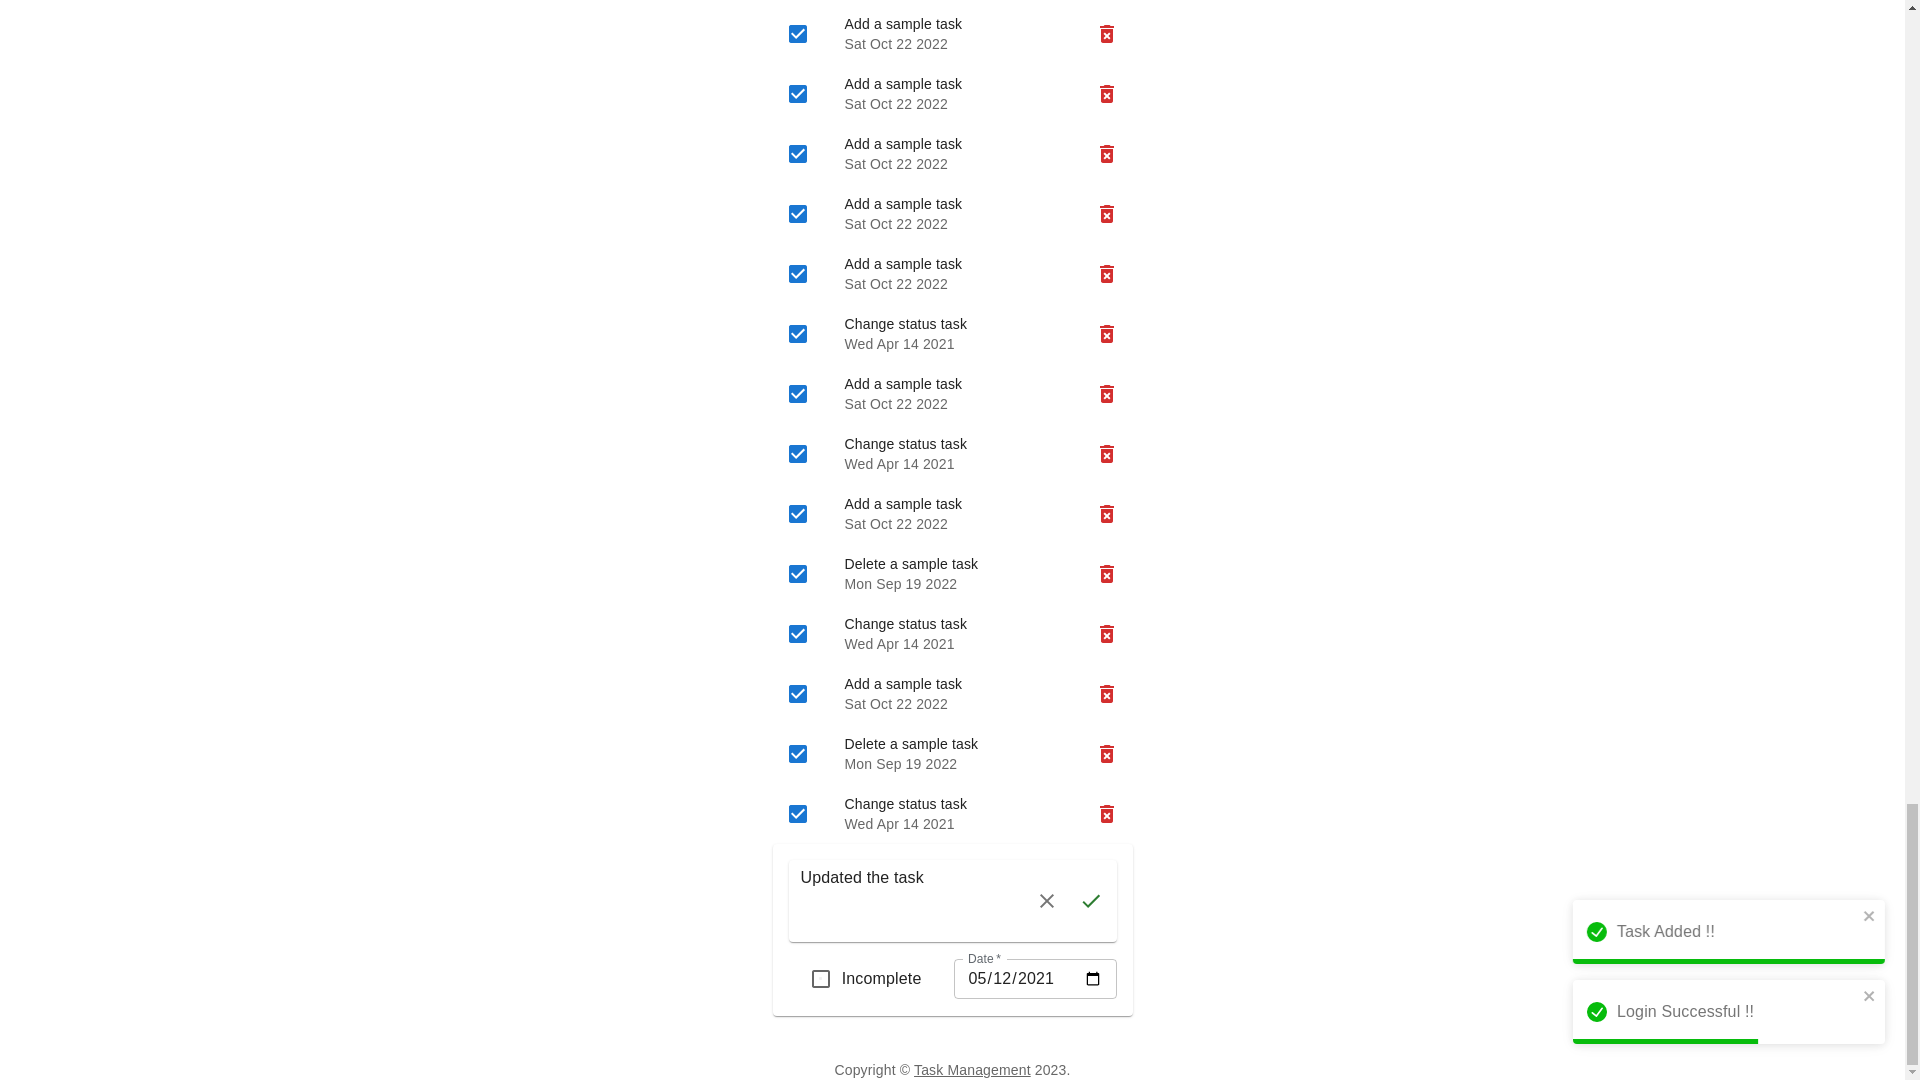 Add a sample task
Sat Oct 22 2022
Add a sample task
Sat Oct 22 2022
Add a sample task
Sat Oct 22 2022
Add a sample task
Sat Oct 22 2022
Add a sample task
Sat Oct 22 2022
Change status task
Wed Apr 14 2021
Add a sample task
Sat Oct 22 2022
Change status task
Wed Apr 14 2021
Add a sample task
Sat Oct 22 2022
Delete a sample task
Mon Sep 19 2022
Change status task
Wed Apr 14 2021
Add a sample task
Sat Oct 22 2022
Delete a sample task
Mon Sep 19 2022
Change status task
Wed Apr 14 2021
Updated the task
Incomplete
Date *
05/12/2021
Task Added !!
Login Successful !!
Copyright © Task Management 2023.